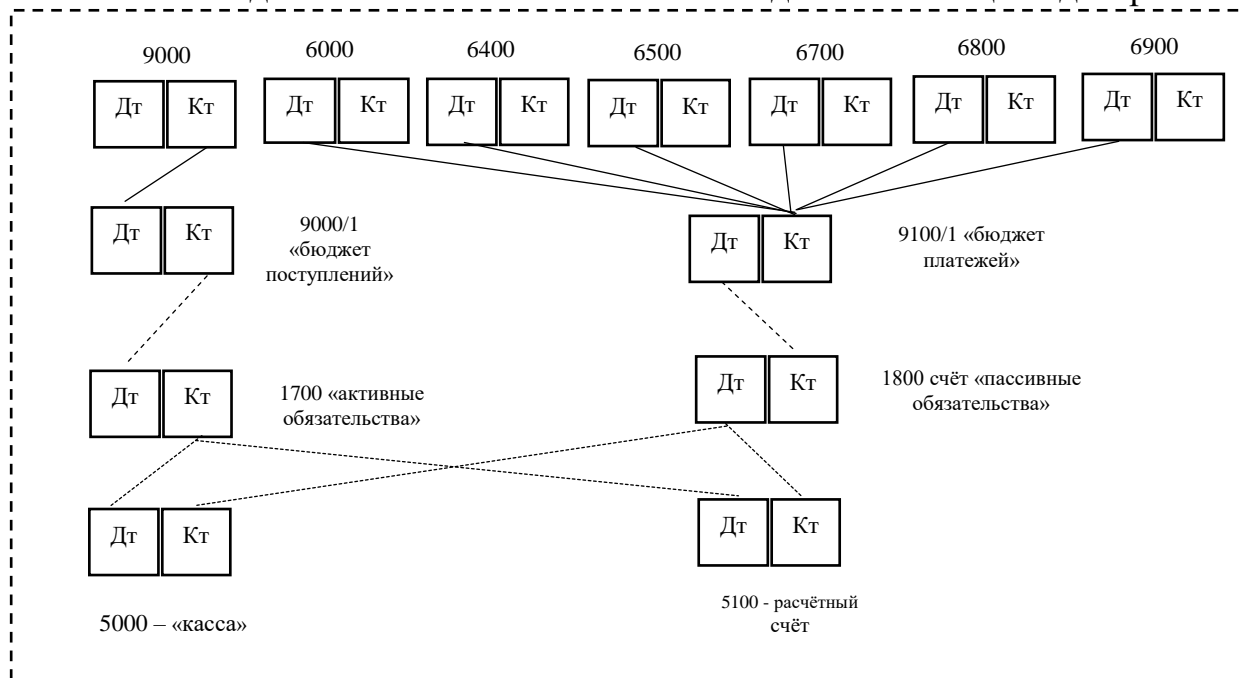 9000 6000 6400 6500 6700 6800 6900
Дт Кт Дт Кт Дт Кт Дт Кт Дт Кт Дт Кт Дт Кт
Дт Кт
9000/1
«бюджет
поступлений»
Дт Кт
9100/1 «бюджет
платежей»
Дт Кт
1700 «активные
обязательства»
Дт Кт
1800 счёт «пассивные
обязательства»
Дт Кт
5000 – «касса»
Дт Кт
5100 - расчётный
счёт